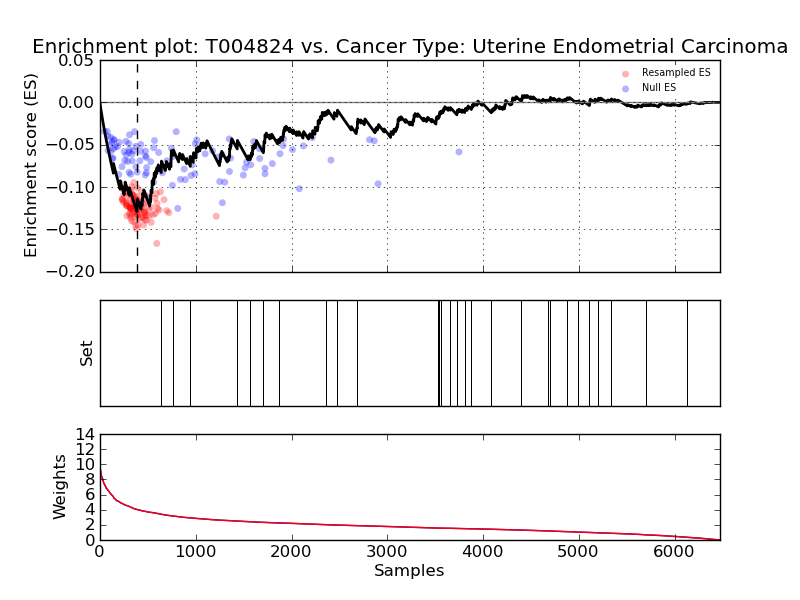 Enrichment plot: T004824 vs. Cancer Type: Uterine Endometrial Carcinoma
Enrichment score (ES)
0.05
0.00
−0.05
−0.10
−0.15
−0.20
Resampled ES
Null ES
Set
Weights
14
12
10
8
6
4
2
0
0 1000 2000 3000 4000 5000 6000
Samples